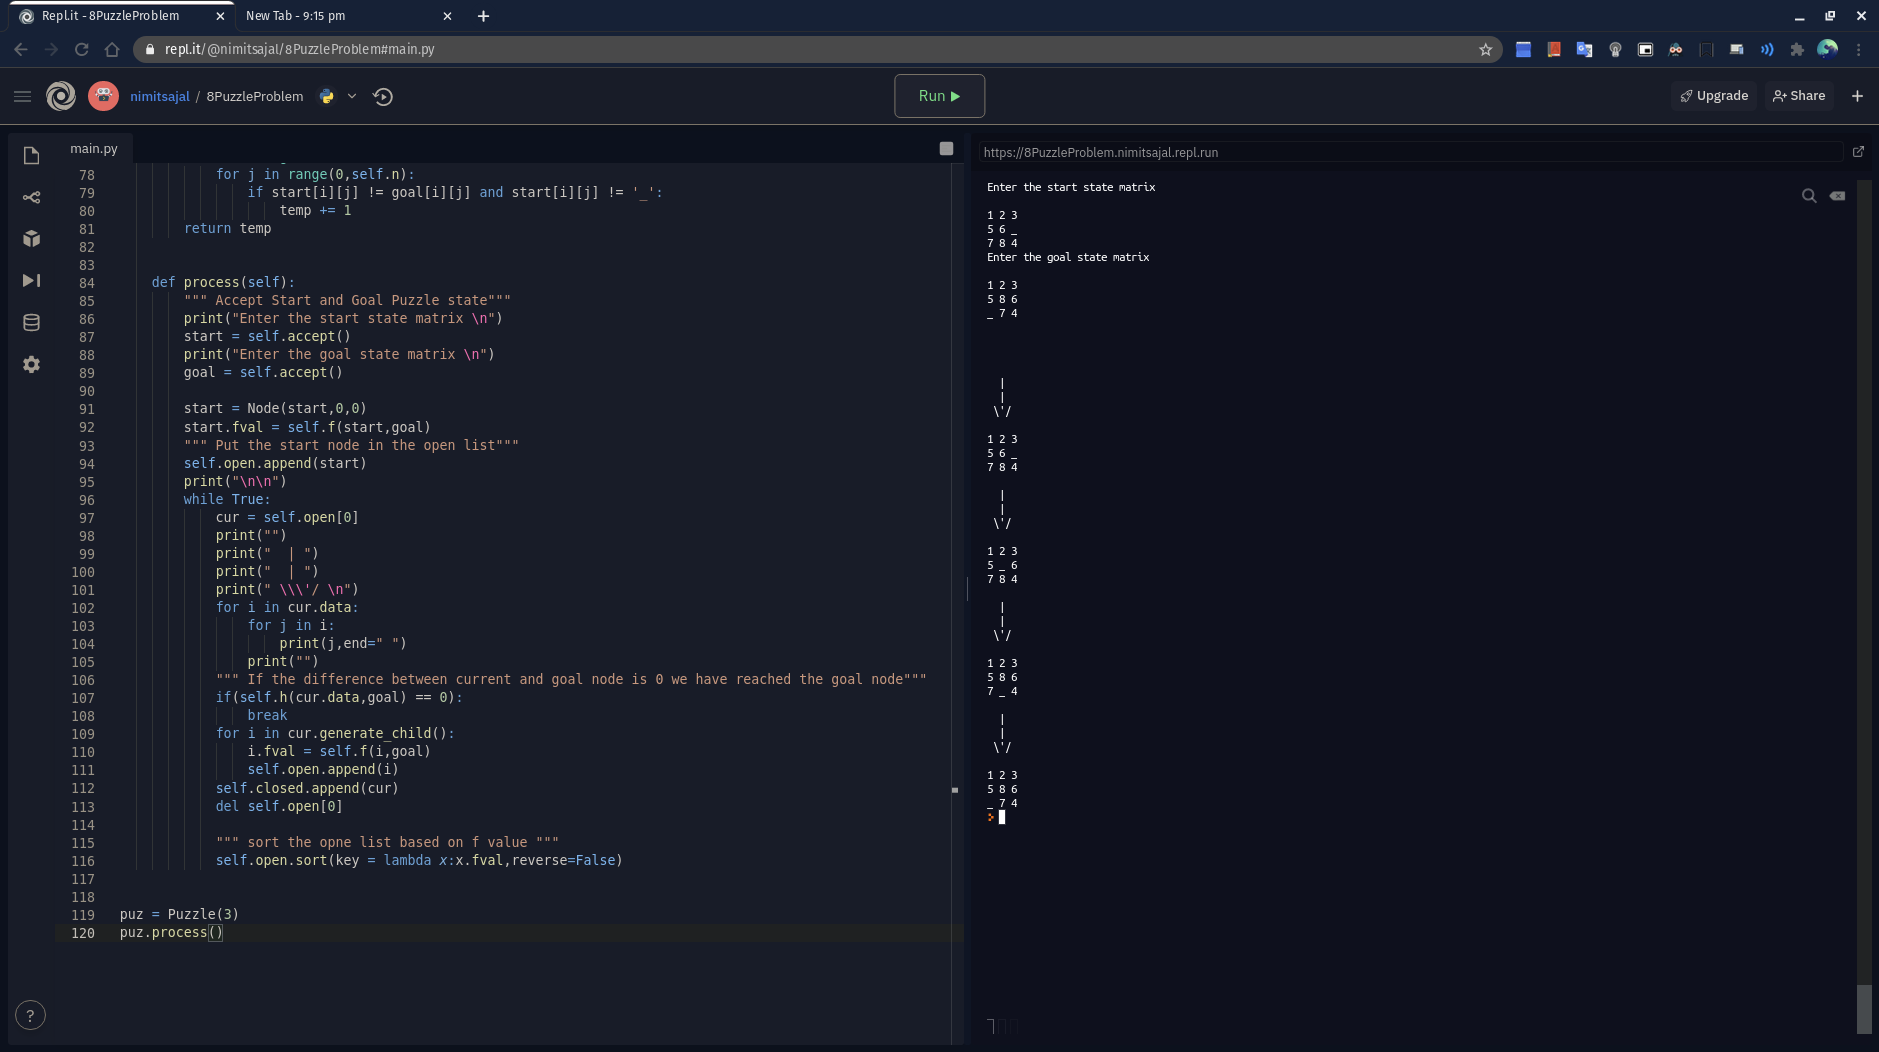 Repl.it - 8PuzzleProblem
New Tab - 9:15 pm
repl.it/@nimitsajal/8PuzzleProblem#main.py
nimitsajal / 8PuzzleProblem
Run
Upgrade
Share
main.py
78 for j in range(0,self.n):
79 if start[i][j] != goal[i][j] and start[i][j] != '_':
80 temp += 1
81 return temp
82
83
84 def process(self):
85 """ Accept Start and Goal Puzzle state"""
86 print("Enter the start state matrix \n")
87 start = self.accept()
88 print("Enter the goal state matrix \n")
89 goal = self.accept()
90
91 start = Node(start,0,0)
92 start.fval = self.f(start,goal)
93 """ Put the start node in the open list"""
94 self.open.append(start)
95 print("\n\n")
96 while True:
97 cur = self.open[0]
98 print("")
99 print("  | ")
100 print("  | ")
101 print(" \\\'/ \n")
102 for i in cur.data:
103 for j in i:
104 print(j,end=" ")
105 print("")
106 """ If the difference between current and goal node is 0 we have reached the goal node"""
107 if(self.h(cur.data,goal) == 0):
108 break
109 for i in cur.generate_child():
110 i.fval = self.f(i,goal)
111 self.open.append(i)
112 self.closed.append(cur)
113 del self.open[0]
114
115 """ sort the opne list based on f value """
116 self.open.sort(key = lambda x:x.fval,reverse=False)
117
118
119 puz = Puzzle(3)
120 puz.process()
?
https://8PuzzleProblem.nimitsajal.repl.run
Enter the start state matrix
1 2 3
5 6 _
7 8 4
Enter the goal state matrix
1 2 3
5 8 6
_ 7 4
|
|
\'/
1 2 3
5 6 _
7 8 4
|
|
\'/
1 2 3
5 _ 6
7 8 4
|
|
\'/
1 2 3
5 8 6
7 _ 4
|
|
\'/
1 2 3
5 8 6
_ 7 4